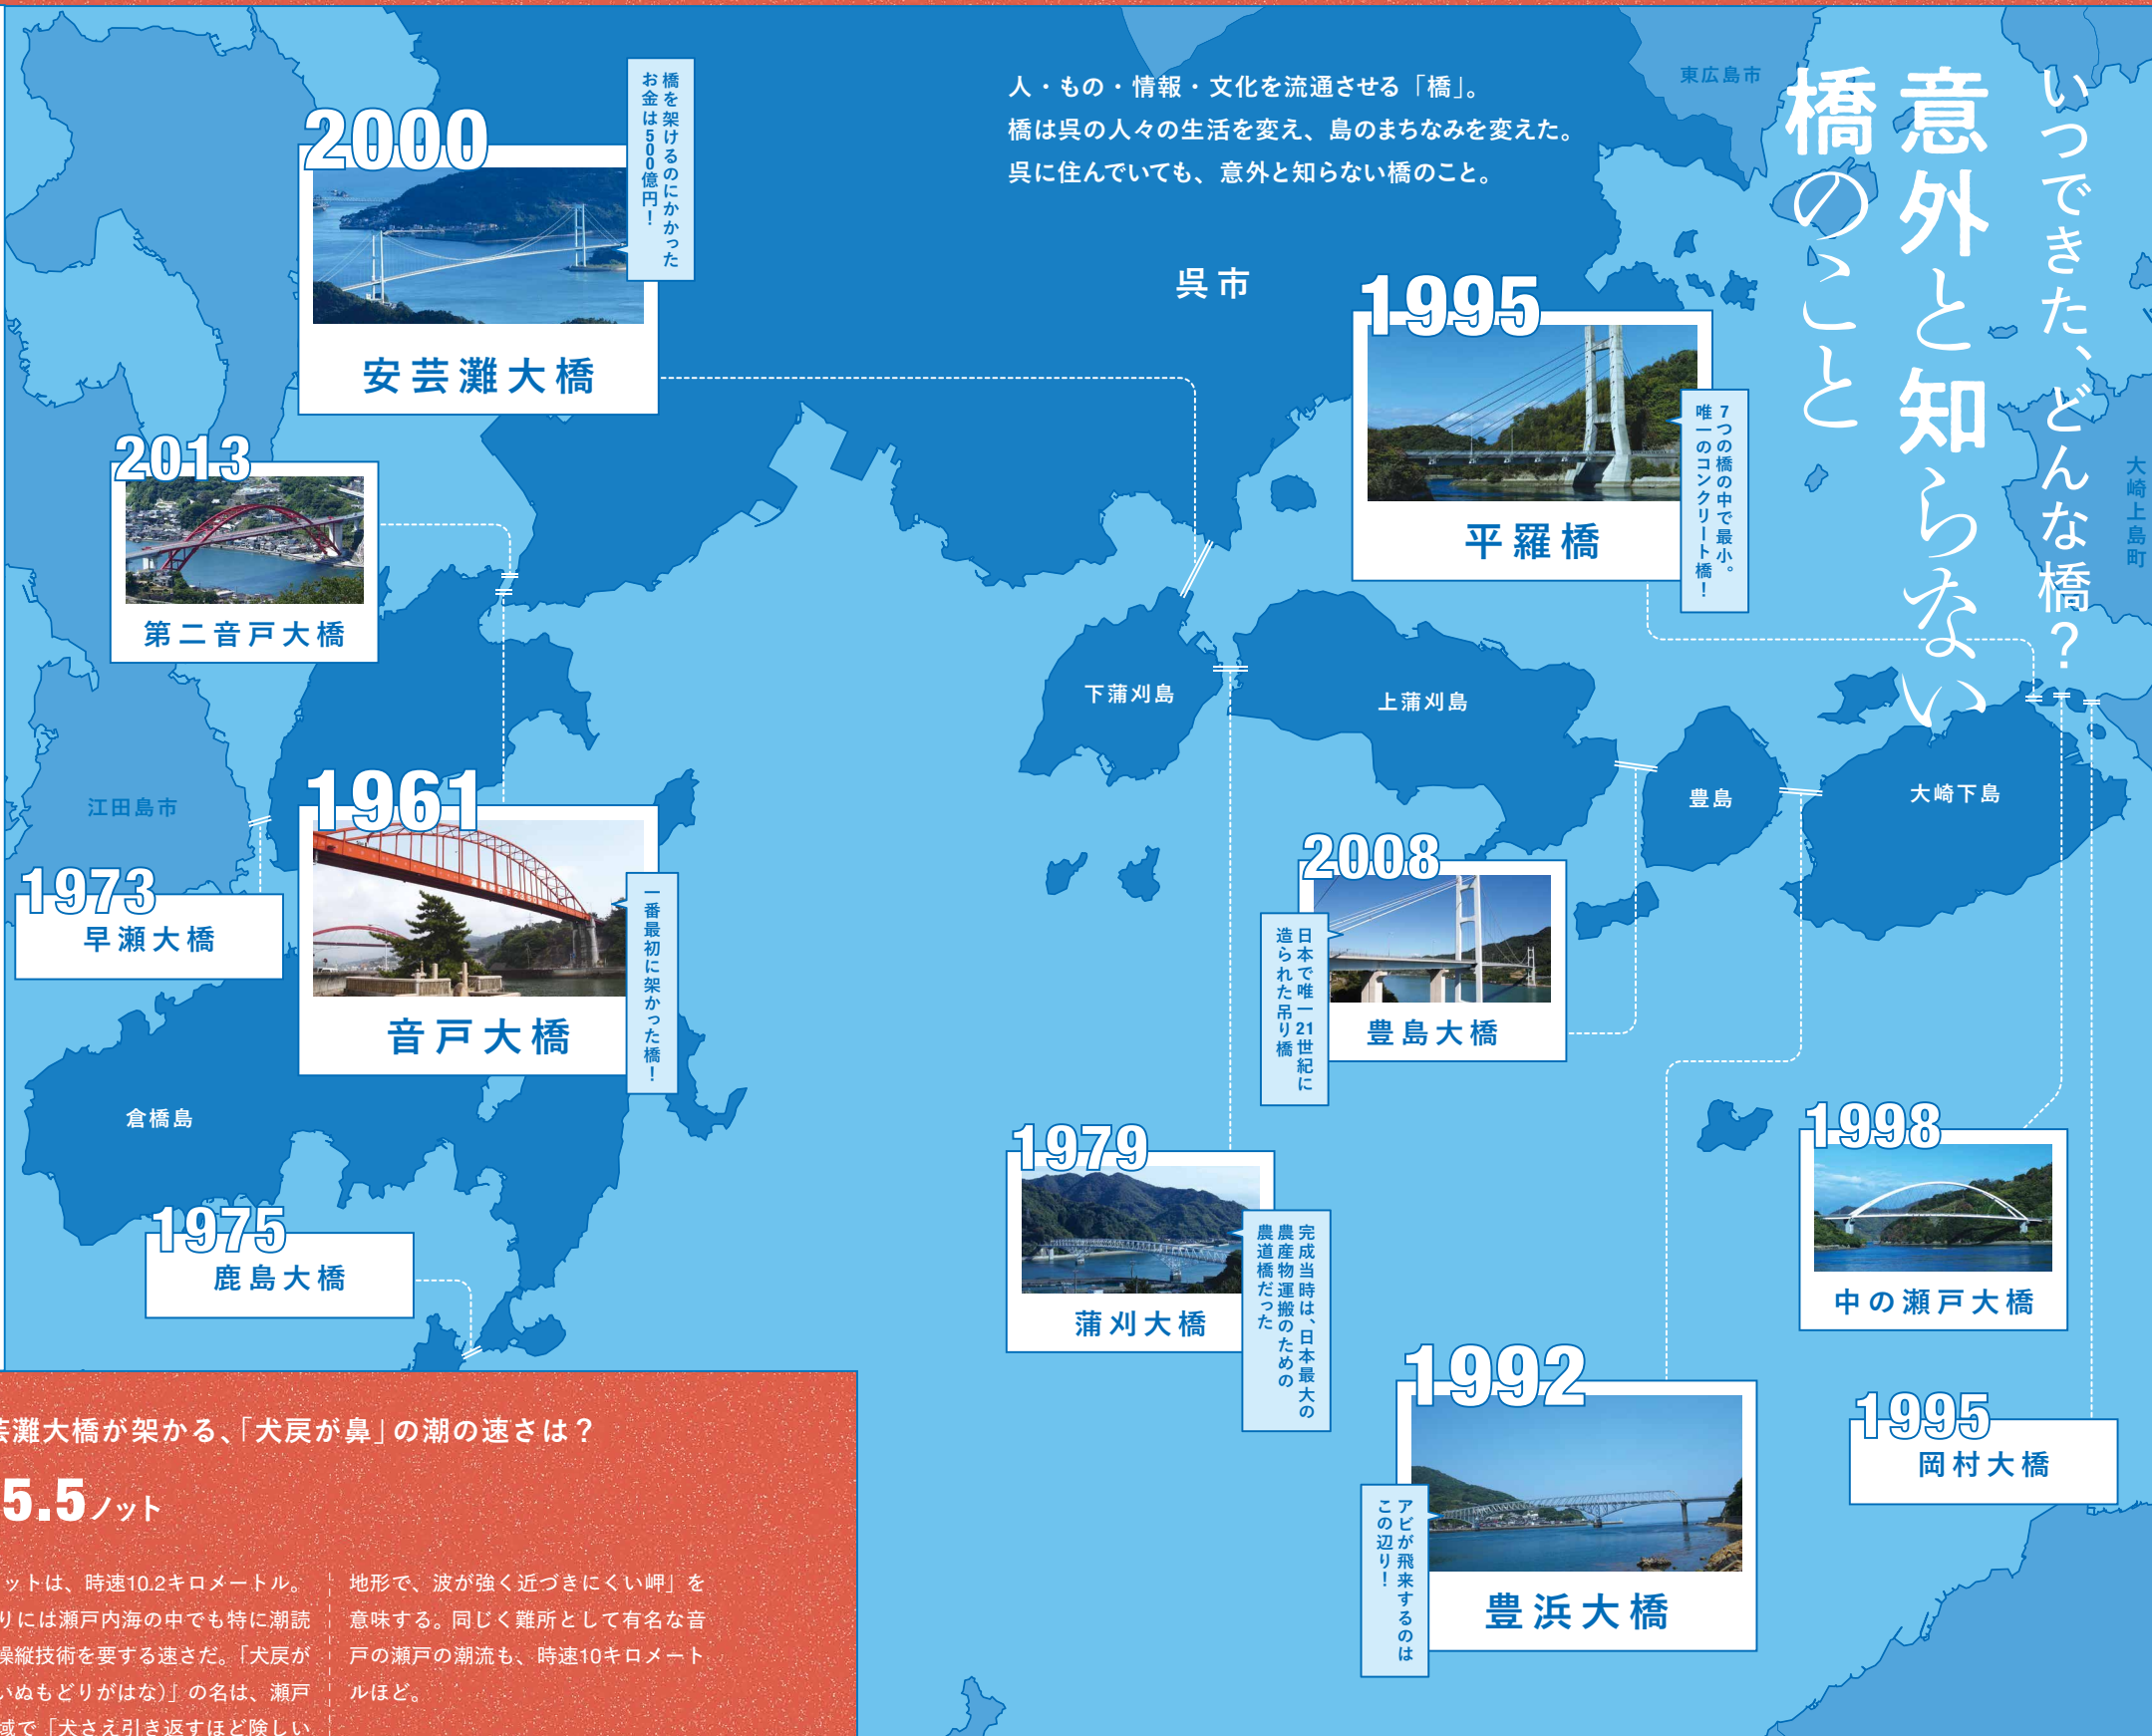 いつできた、どんな橋？
意外と知らない
橋のこと
人・もの・情報・文化を流通させる「橋」。
橋は呉の人々の生活を変え、島のまちなみを変えた。
呉に住んでいても、意外と知らない橋のこと。
東広島市
大崎上島町
呉市
2000
安芸灘大橋
橋を架けるのにかかった
お金は500億円！
1995
平羅橋
7つの橋の中で最小。
唯一のコンクリート橋！
2013
第二音戸大橋
下蒲刈島
上蒲刈島
豊島
大崎下島
江田島市
1961
音戸大橋
一番最初に架かった橋！
1973
早瀬大橋
2008
豊島大橋
日本で唯一21世紀に
造られた吊り橋
倉橋島
1975
鹿島大橋
1979
蒲刈大橋
完成当時は、日本最大の
農産物運搬のための
農道橋だった
1998
中の瀬戸大橋
1992
豊浜大橋
アビが飛来するのは
この辺り！
1995
岡村大橋
芸灘大橋が架かる、「犬戻が鼻」の潮の速さは？
5.5ノット
ットは、時速10.2キロメートル。
りには瀬戸内海の中でも特に潮読
操縦技術を要する速さだ。「犬戻が
いぬもどりがはな）」の名は、瀬戸
域で「犬さえ引き返すほど険しい
地形で、波が強く近づきにくい岬」を
意味する。同じく難所として有名な音
戸の瀬戸の潮流も、時速10キロメート
ルほど。